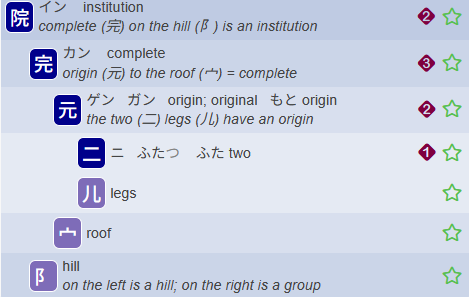 院 イン institution 2
complete (完) on the hill (阝) is an institution
完 カン complete 3
origin (元) to the roof (宀) = complete
元 ゲン ガン origin; original もと origin 2
the two (二) legs (儿) have an origin
二 ニ ふたつ ふた two 1
儿 legs
宀 roof
阝 hill
on the left is a hill; on the right is a group